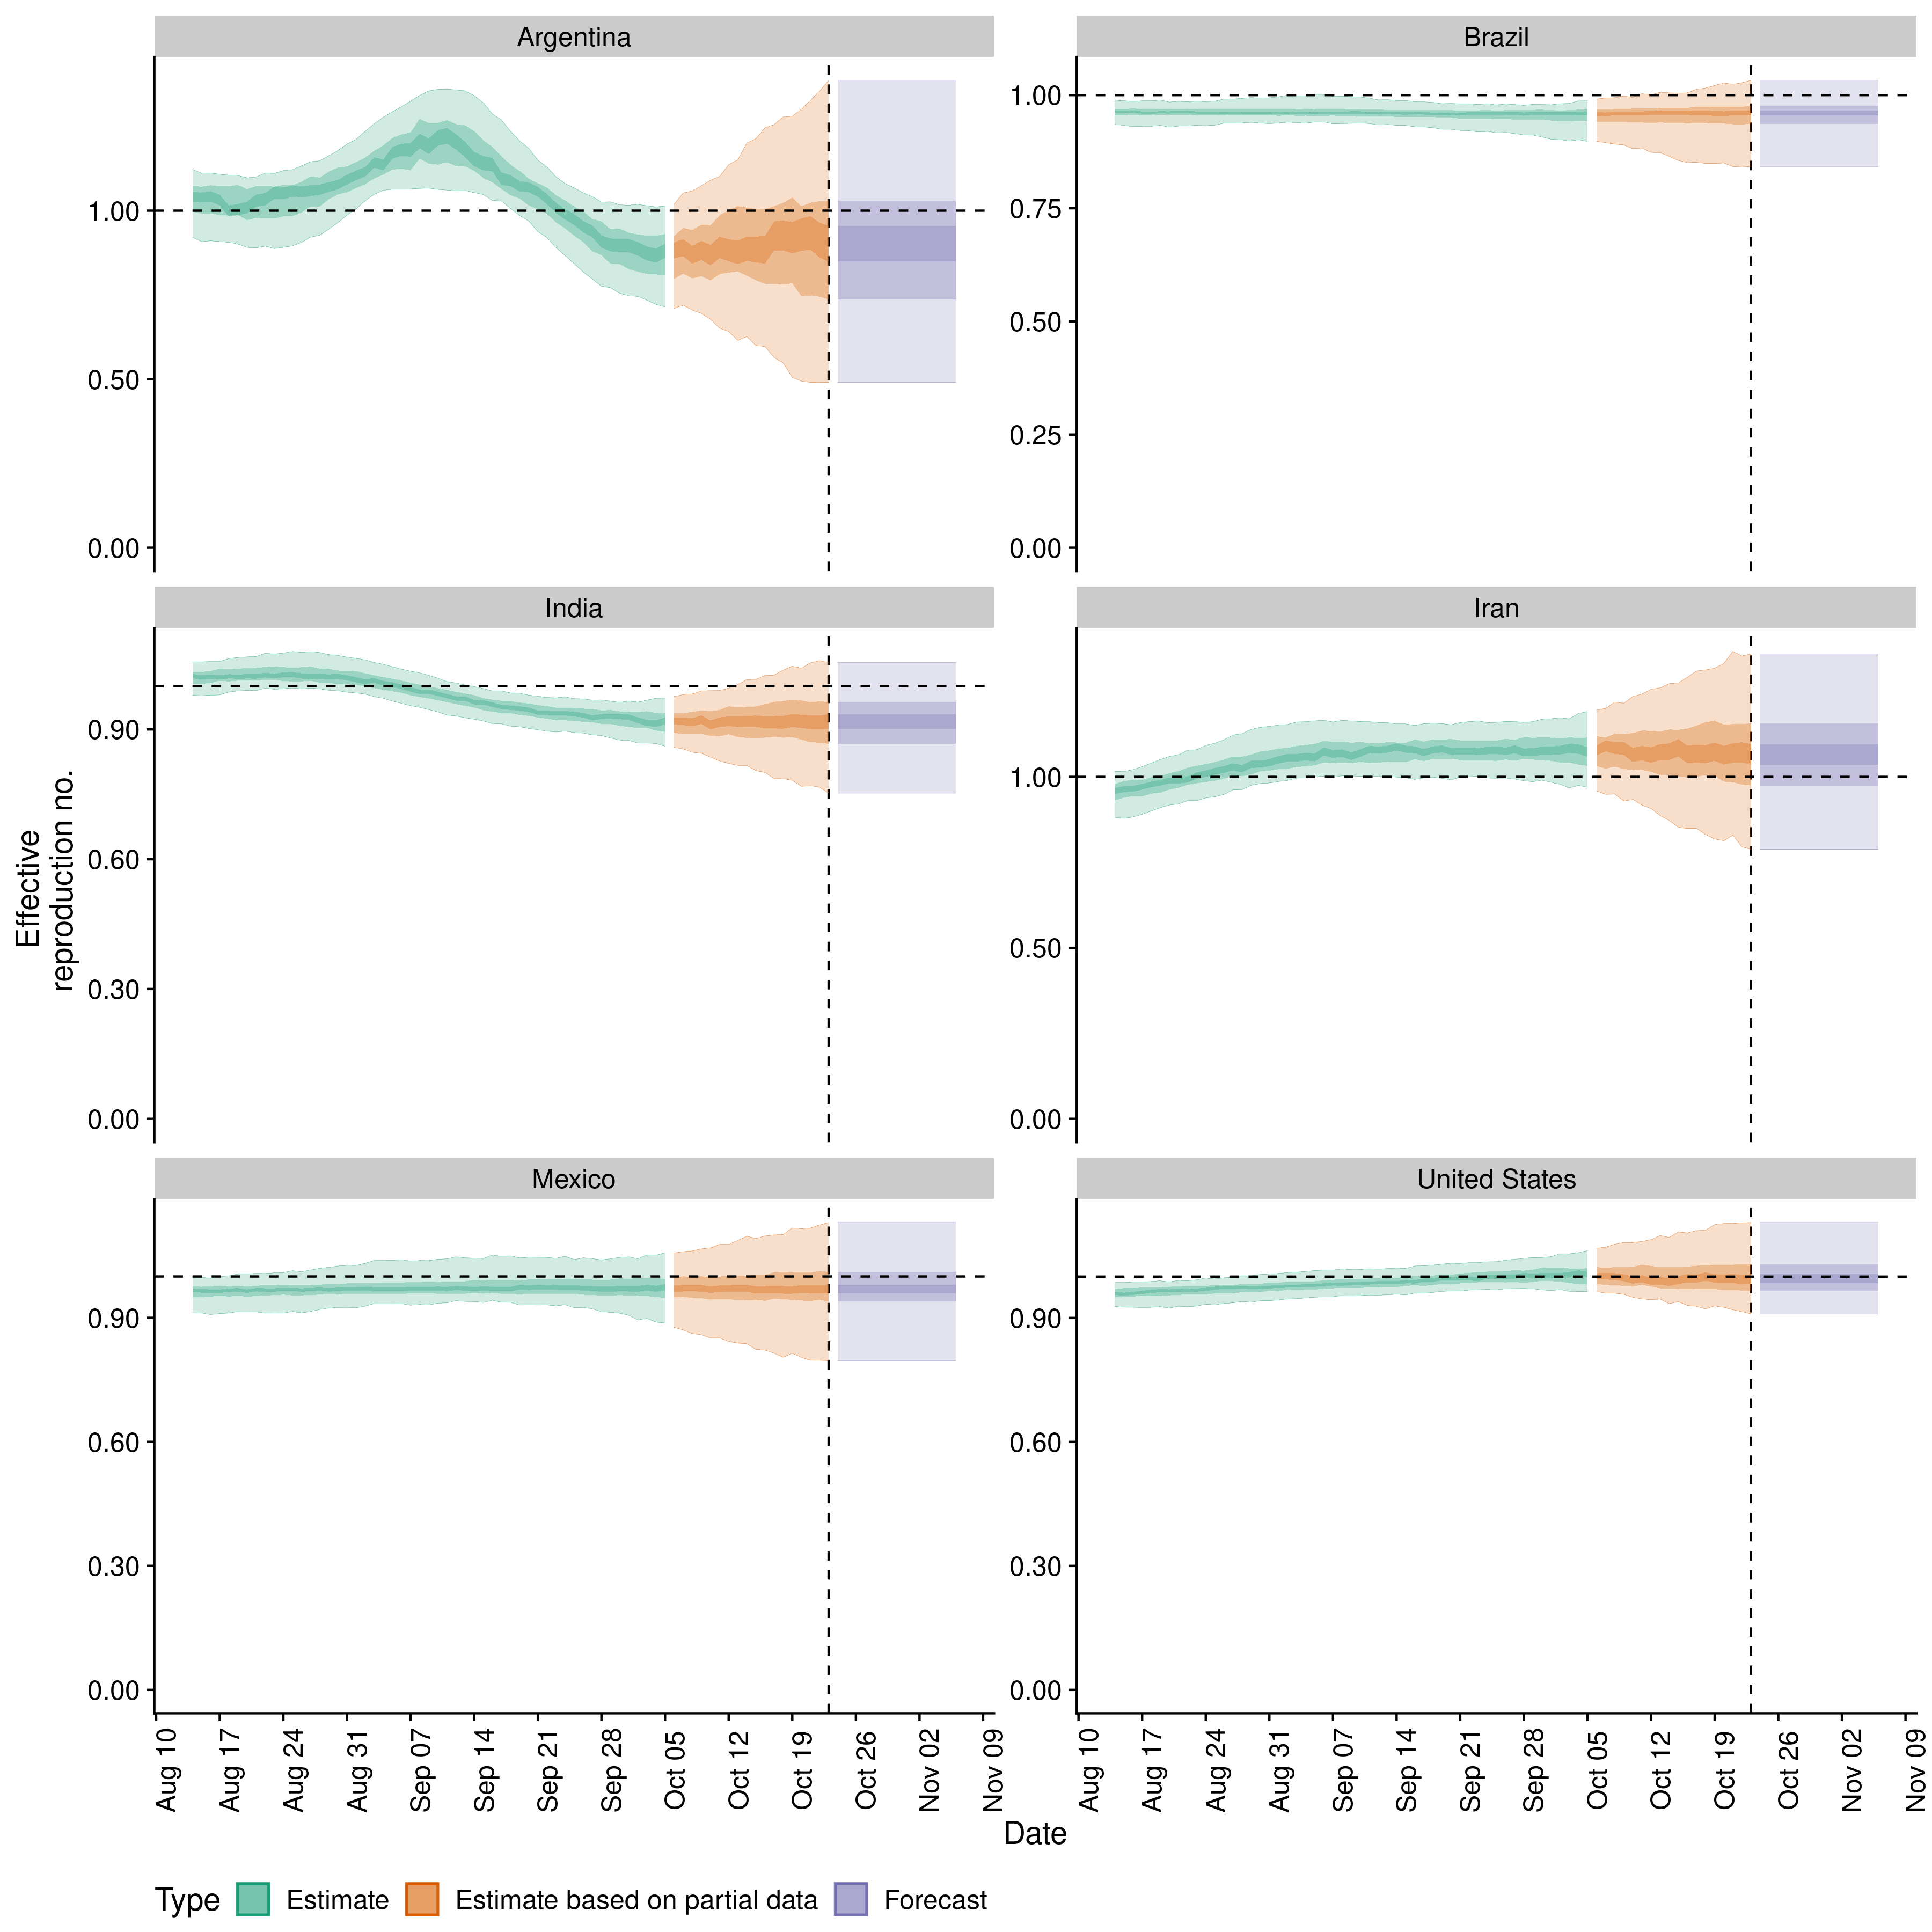 Argentina
Brazil
1.00
0.50
0.00
1.00
0.75
0.50
0.25
0.00
India
Iran
0.90
0.60
0.30
0.00
1.00
0.50
0.00
Mexico
United States
0.90
0.60
0.30
0.00
0.90
0.60
0.30
0.00
Effective
reproduction no.
Aug 10
Aug 17
Aug 24
Aug 31
Sep 07
Sep 14
Sep 21
Sep 28
Oct 05
Oct 12
Oct 19
Oct 26
Nov 02
Nov 09
Aug 10
Aug 17
Aug 24
Aug 31
Sep 07
Sep 14
Sep 21
Sep 28
Oct 05
Oct 12
Oct 19
Oct 26
Nov 02
Nov 09
Date
Type Estimate Estimate based on partial data Forecast